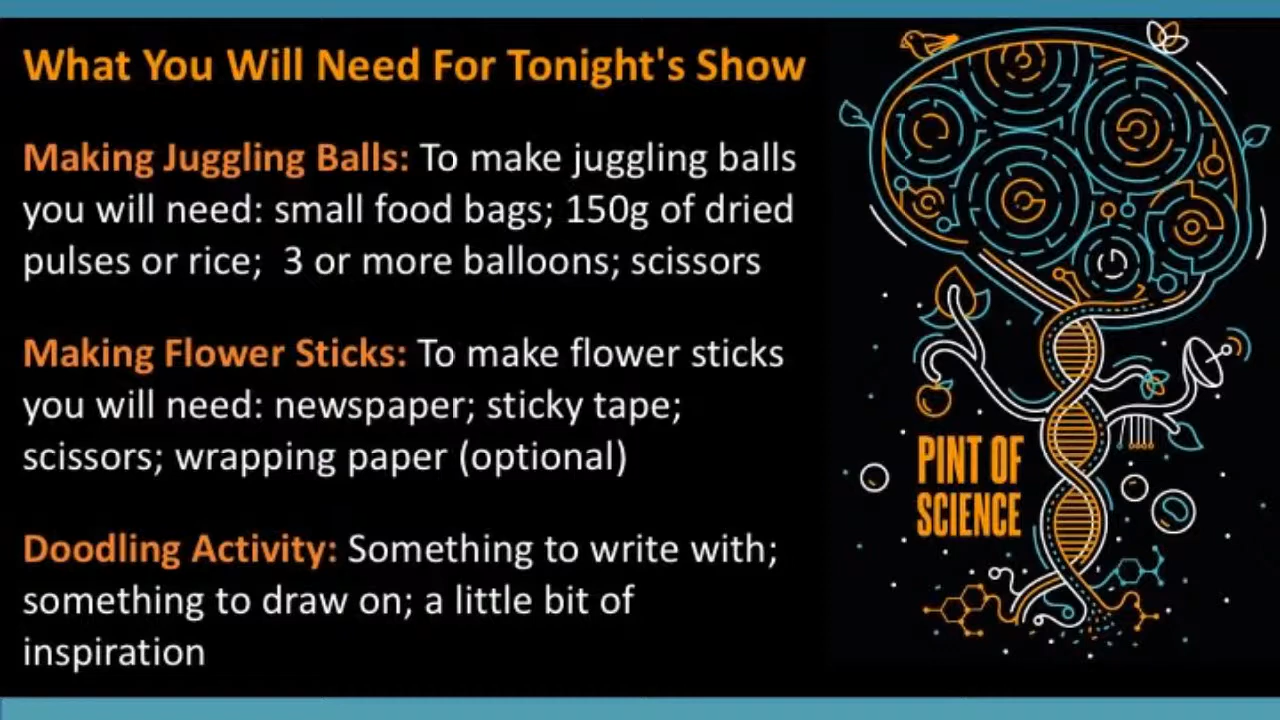 What You Will Need For Tonight's Show
Making Juggling Balls: To make juggling balls
you will need: small food bags; 150g of dried
pulses or rice;  3 or more balloons; scissors
Making Flower Sticks: To make flower sticks
you will need: newspaper; sticky tape;
scissors; wrapping paper (optional)
Doodling Activity: Something to write with;
something to draw on; a little bit of
inspiration
PINT OF
SCIENCE